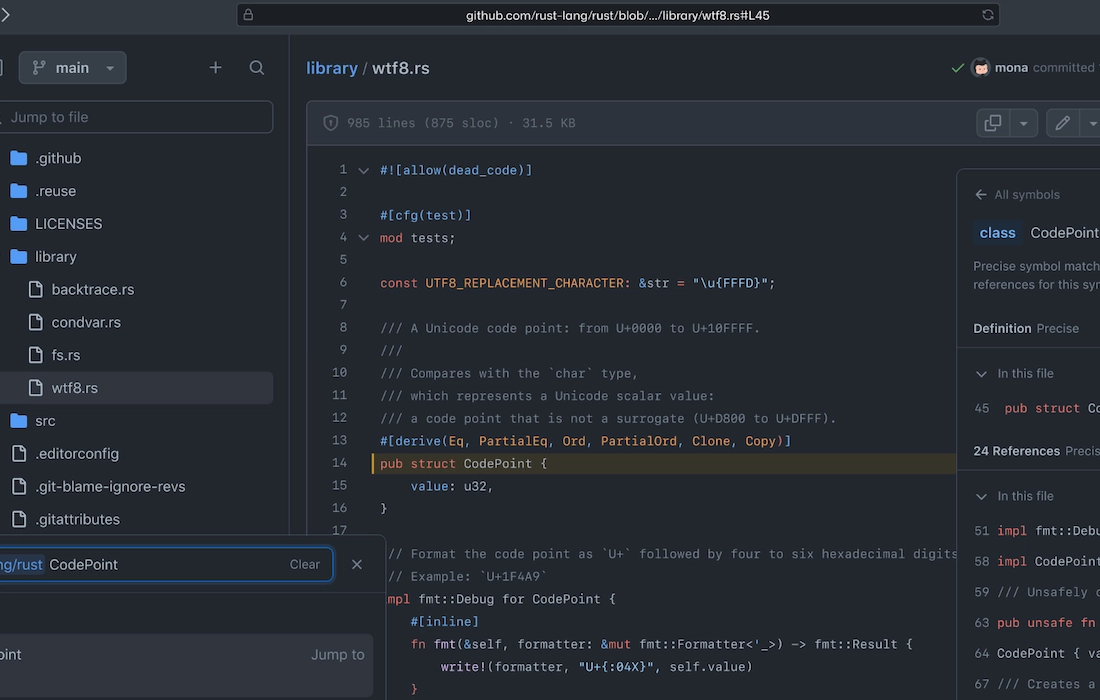 github.com/rust-lang/rust/blob/.../library/wtf8.rs#L45
main
Jump to file
.github
.reuse
LICENSES
library
backtrace.rs
condvar.rs
fs.rs
wtf8.rs
src
.editorconfig
.git-blame-ignore-revs
.gitattributes
ng/rust CodePoint Clear
oint Jump to
library / wtf8.rs
mona committed
985 lines (875 sloc) · 31.5 KB
1 #![allow(dead_code)]
2
3 #[cfg(test)]
4 mod tests;
5
6 const UTF8_REPLACEMENT_CHARACTER: &str = "\u{FFFD}";
7
8 /// A Unicode code point: from U+0000 to U+10FFFF.
9 ///
10 /// Compares with the `char` type,
11 /// which represents a Unicode scalar value:
12 /// a code point that is not a surrogate (U+D800 to U+DFFF).
13 #[derive(Eq, PartialEq, Ord, PartialOrd, Clone, Copy)]
14 pub struct CodePoint {
15 value: u32,
16 }
17
// Format the code point as `U+` followed by four to six hexadecimal digits
// Example: `U+1F4A9`
mpl fmt::Debug for CodePoint {
#[inline]
fn fmt(&self, formatter: &mut fmt::Formatter<'_>) -> fmt::Result {
write!(formatter, "U+{:04X}", self.value)
}
All symbols
class CodePoint
Precise symbol match
references for this sy
Definition Precise
In this file
45 pub struct Co
24 References Precis
In this file
51 impl fmt::Debu
58 impl CodePoint
59 /// Unsafely c
63 pub unsafe fn
64 CodePoint { va
67 /// Creates a